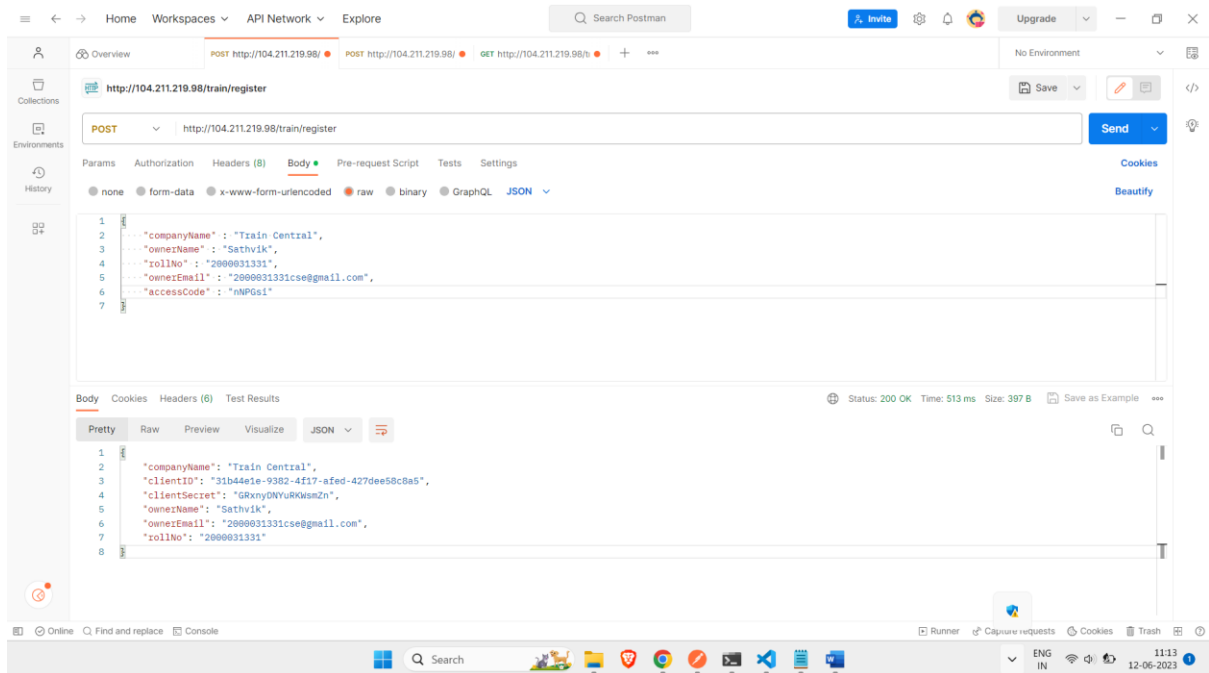 Home Workspaces API Network Explore Search Postman Invite Upgrade
Overview POST http://104.211.219.98/ POST http://104.211.219.98/ GET http://104.211.219.98/t No Environment
HTTP http://104.211.219.98/train/register Save
Collections
POST http://104.211.219.98/train/register Send
Environments
Params Authorization Headers (8) Body Pre-request Script Tests Settings Cookies
History
none form-data x-www-form-urlencoded raw binary GraphQL JSON Beautify
1 {
2 "companyName" : "Train Central",
3 "ownerName" : "Sathvik",
4 "rollNo" : "2000031331",
5 "ownerEmail" : "2000031331cse@gmail.com",
6 "accessCode" : "nNPGsi"
7 }
Body Cookies Headers (6) Test Results Status: 200 OK Time: 513 ms Size: 397 B Save as Example
Pretty Raw Preview Visualize JSON
1 {
2 "companyName": "Train Central",
3 "clientID": "31b44e1e-9382-4f17-afed-427dee58c8a5",
4 "clientSecret": "GRxnyDNYuRKWsmZn",
5 "ownerName": "Sathvik",
6 "ownerEmail": "2000031331cse@gmail.com",
7 "rollNo": "2000031331"
8 }
Online Find and replace Console Runner Capture requests Cookies Trash
Search ENG 11:13
IN 12-06-2023 1